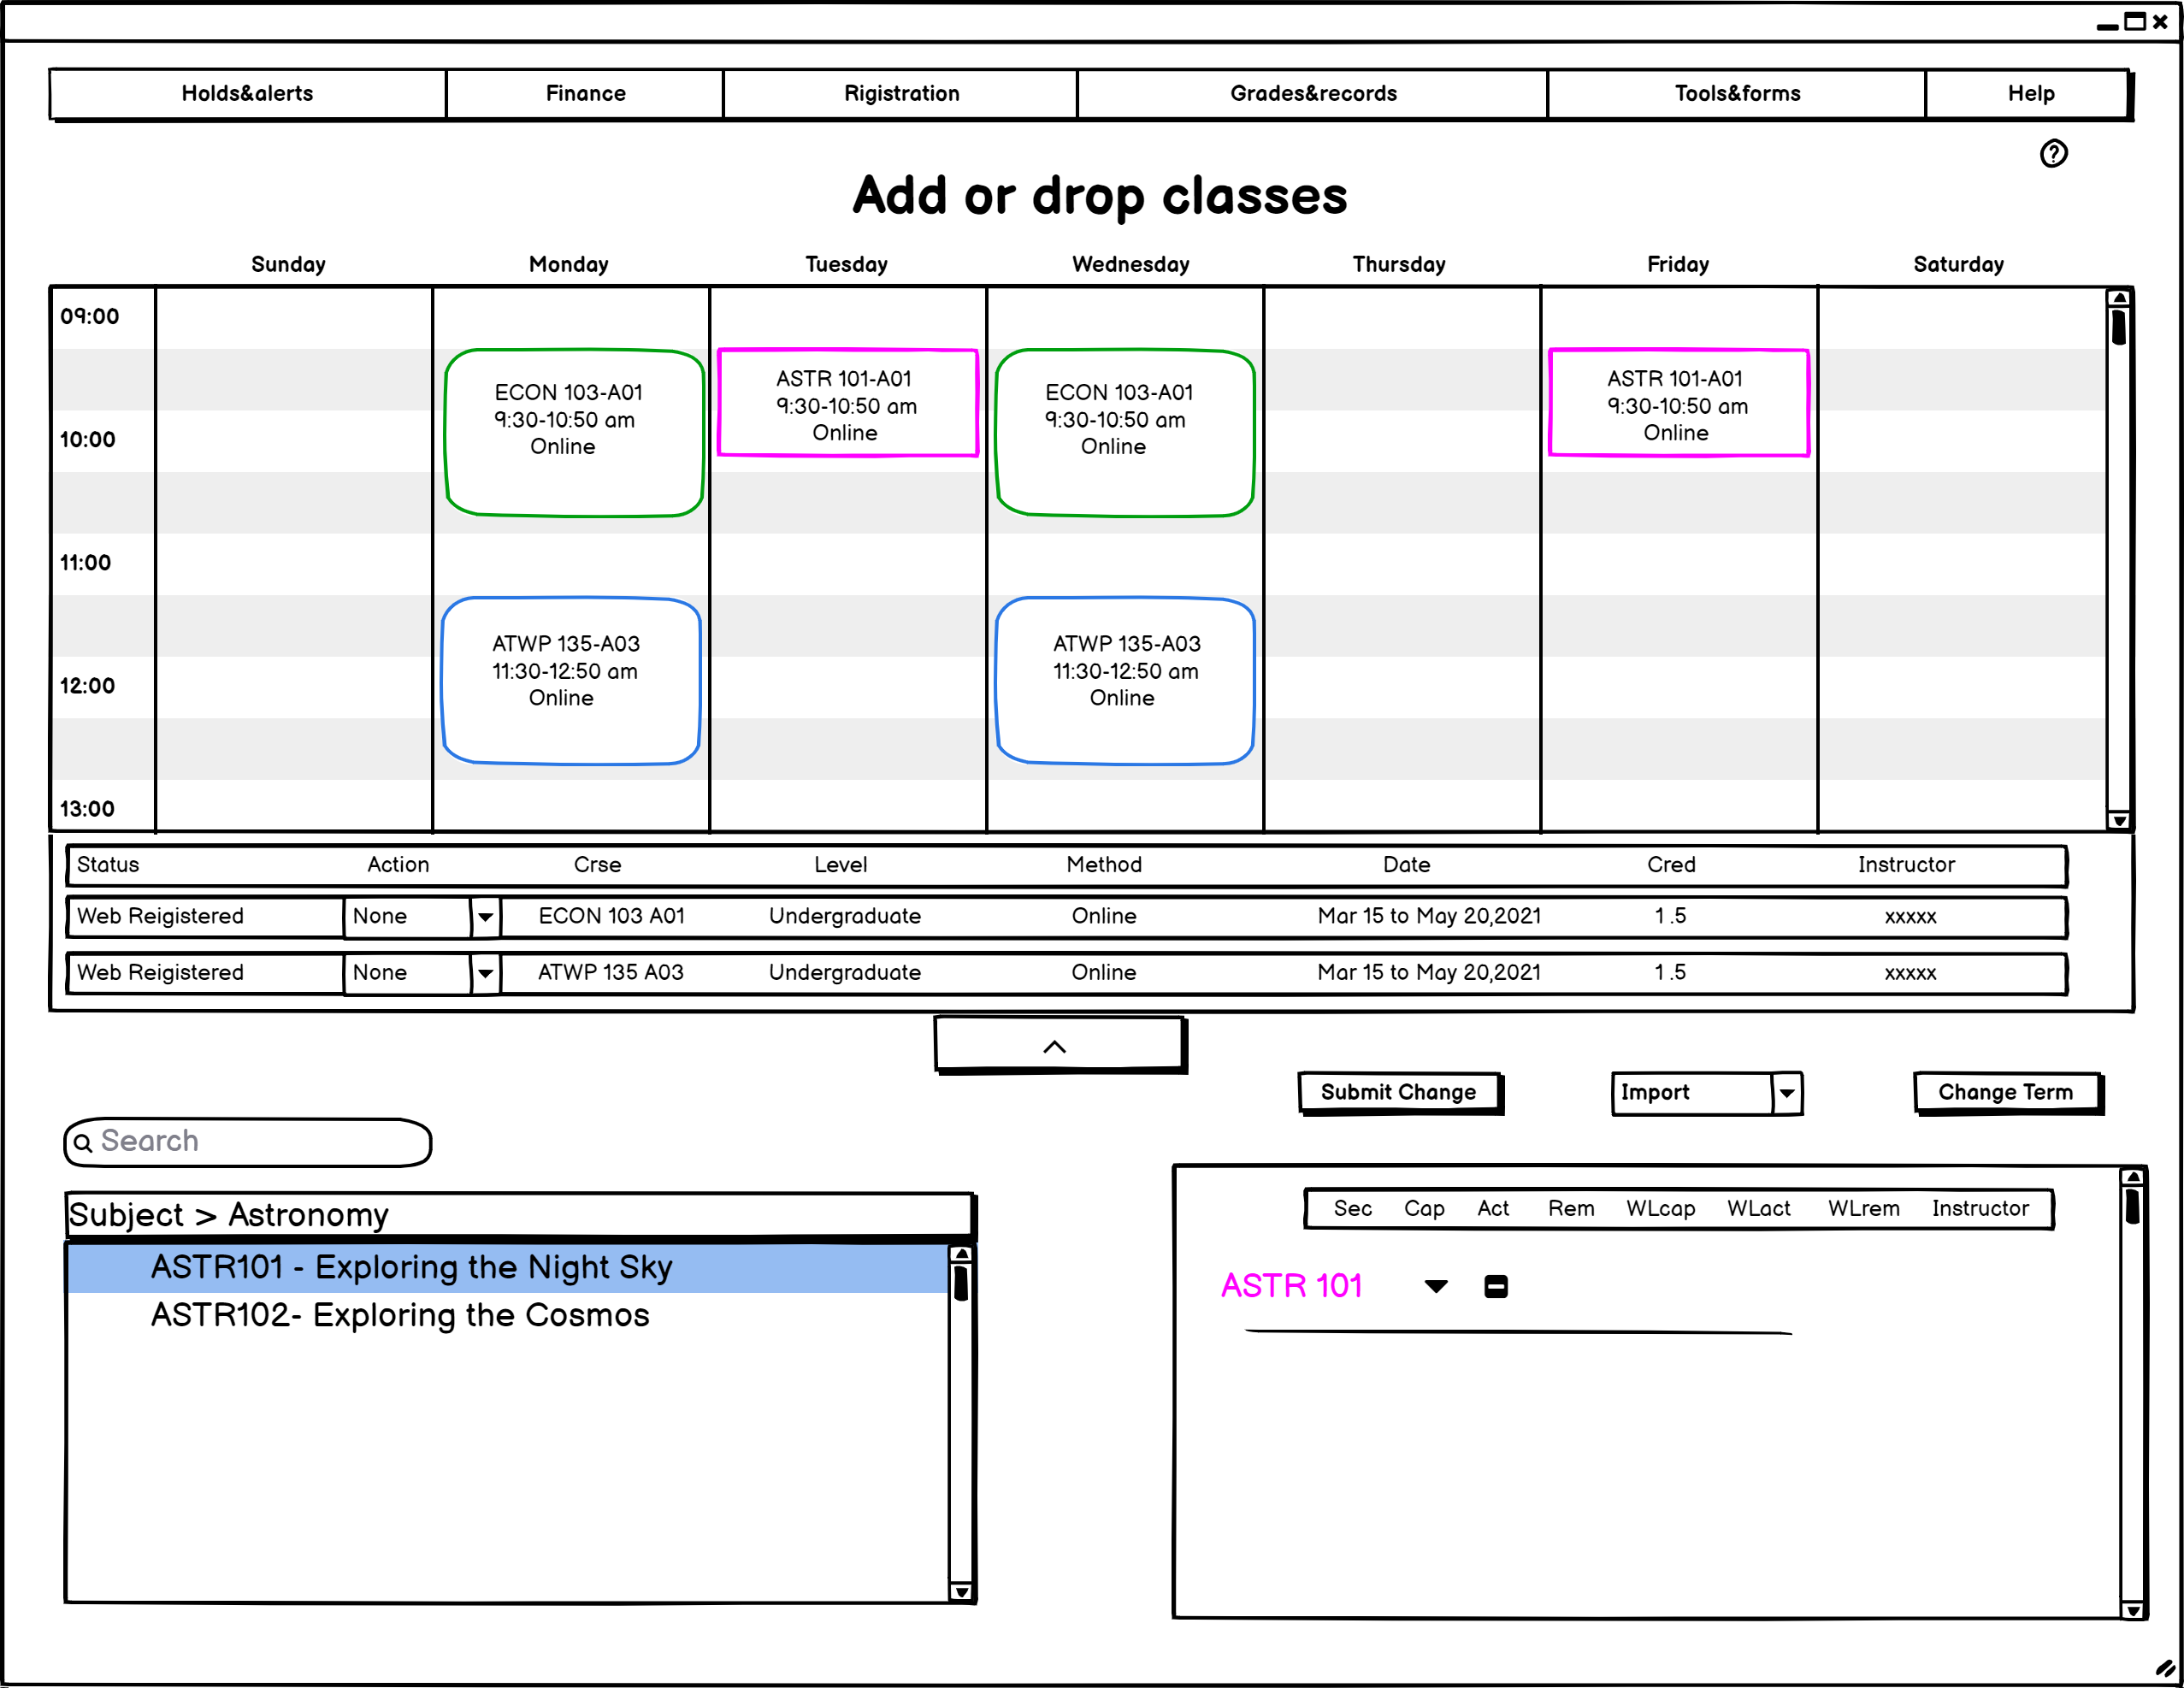 Holds&alerts Finance Rigistration Grades&records Tools&forms Help
Add or drop classes
Sunday Monday Tuesday Wednesday Thursday Friday Saturday
09:00
10:00
11:00
12:00
13:00
ECON 103-A01
9:30-10:50 am
Online
ASTR 101-A01
9:30-10:50 am
Online
ECON 103-A01
9:30-10:50 am
Online
ASTR 101-A01
9:30-10:50 am
Online
ATWP 135-A03
11:30-12:50 am
Online
ATWP 135-A03
11:30-12:50 am
Online
Status Action Crse Level Method Date Cred Instructor
Web Reigistered None ECON 103 A01 Undergraduate Online Mar 15 to May 20,2021 1.5 xxxxx
Web Reigistered None ATWP 135 A03 Undergraduate Online Mar 15 to May 20,2021 1.5 xxxxx
Submit Change Import Change Term
Search
Subject > Astronomy
ASTR101 - Exploring the Night Sky
ASTR102- Exploring the Cosmos
Sec Cap Act Rem WLcap WLact WLrem Instructor
ASTR 101